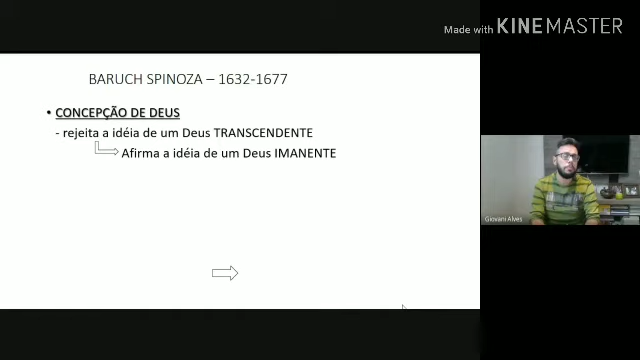 Made with KINEMASTER
BARUCH SPINOZA – 1632-1677
• CONCEPÇÃO DE DEUS
- rejeita a idéia de um Deus TRANSCENDENTE
Afirma a idéia de um Deus IMANENTE
Giovani Alves